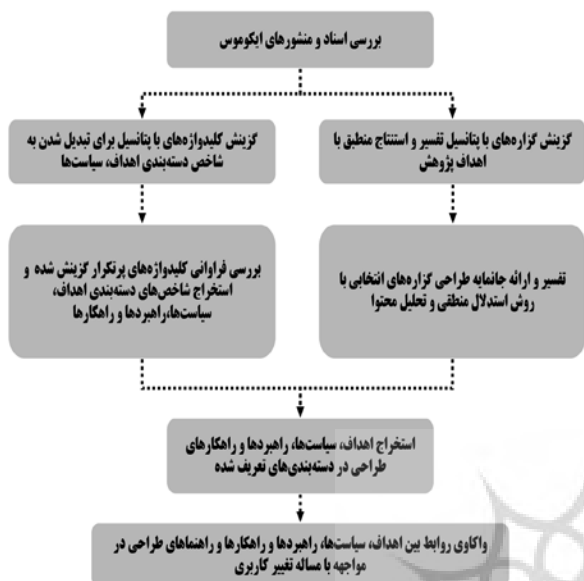 بررسی اسناد و منشورهای ایکوموس
گزینش گزاره‌های با پتانسیل تفسیر و استنتاج منطبق با
اهداف پژوهش
گزینش کلیدواژه‌های با پتانسیل برای تبدیل شدن به
شاخص دسته‌بندی اهداف، سیاست‌ها
تفسیر و ارائه جانمایه طراحی گزاره‌های انتخابی با
روش استدلال منطقی و تحلیل محتوا
بررسی فراوانی کلیدواژه‌های پرتکرار گزینش شده و
استخراج شاخص‌های دسته‌بندی اهداف،
سیاست‌ها،راهبردها و راهکارها
استخراج اهداف، سیاست‌ها، راهبردها و راهکارهای
طراحی در دسته‌بندی‌های تعریف شده
واکاوی روابط بین اهداف، سیاست‌ها، راهبردها و راهکارها و راهنماهای طراحی در
مواجهه با مساله تغییر کاربری